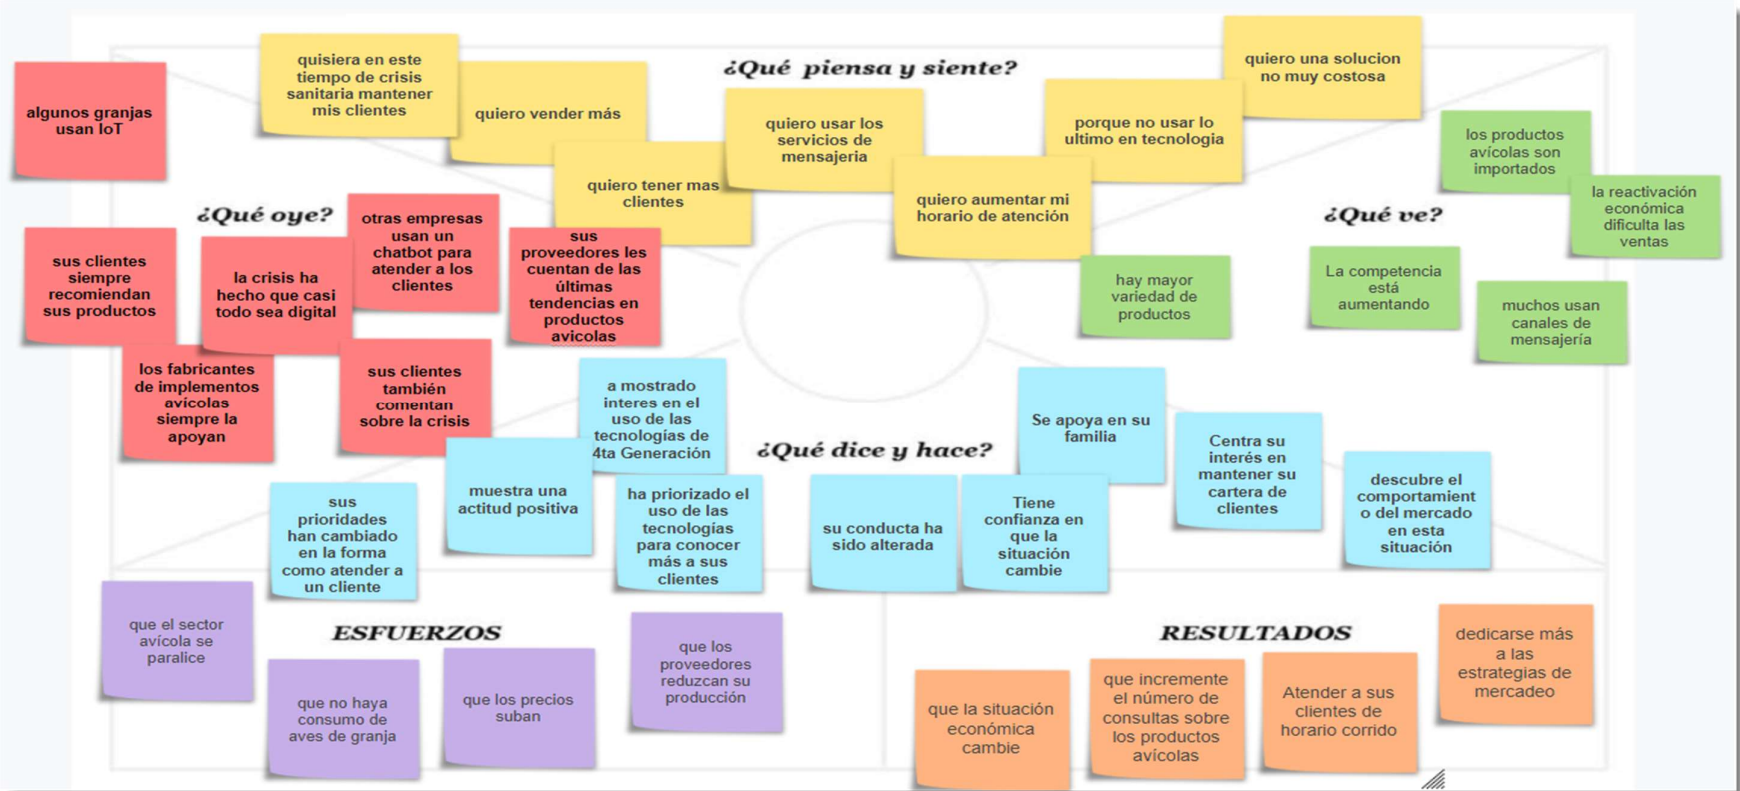 ¿Qué piensa y siente?
quisiera en este
tiempo de crisis
sanitaria mantener
mis clientes
quiero vender más
quiero tener mas
clientes
quiero usar los
servicios de
mensajeria
quiero aumentar mi
horario de atención
porque no usar lo
ultimo en tecnologia
quiero una solucion
no muy costosa
¿Qué oye?
algunos granjas
usan IoT
sus clientes
siempre
recomiendan
sus productos
la crisis ha
hecho que casi
todo sea digital
otras empresas
usan un
chatbot para
atender a los
clientes
sus
proveedores les
cuentan de las
últimas
tendencias en
productos
avicolas
los fabricantes
de implementos
avícolas
siempre la
apoyan
sus clientes
también
comentan
sobre la crisis
¿Qué ve?
los productos
avícolas son
importados
la reactivación
económica
dificulta las
ventas
hay mayor
variedad de
productos
La competencia
está
aumentando
muchos usan
canales de
mensajería
¿Qué dice y hace?
a mostrado
interes en el
uso de las
tecnologías de
4ta Generación
muestra una
actitud positiva
sus
prioridades
han cambiado
en la forma
como atender a
un cliente
ha priorizado el
uso de las
tecnologías
para conocer
más a sus
clientes
su conducta ha
sido alterada
Tiene
confianza en
que la
situación
cambie
Se apoya en su
familia
Centra su
interés en
mantener su
cartera de
clientes
descubre el
comportamient
o del mercado
en esta
situación
ESFUERZOS
que el sector
avícola se
paralice
que no haya
consumo de
aves de granja
que los precios
suban
que los
proveedores
reduzcan su
producción
RESULTADOS
que la situación
económica
cambie
que incremente
el número de
consultas sobre
los productos
avícolas
Atender a sus
clientes de
horario corrido
dedicarse más
a las
estrategias de
mercadeo